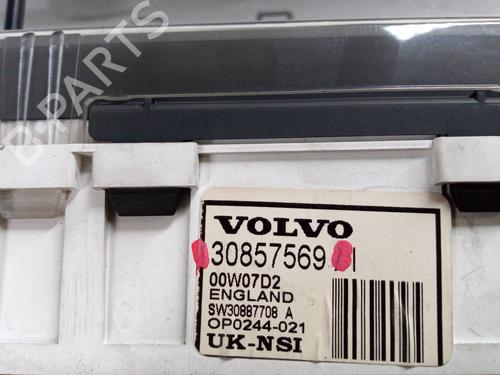 B-PARTS
VOLVO
30857569
00W07D2
ENGLAND
SW30887708 A
OP0244-021
UK-NSI